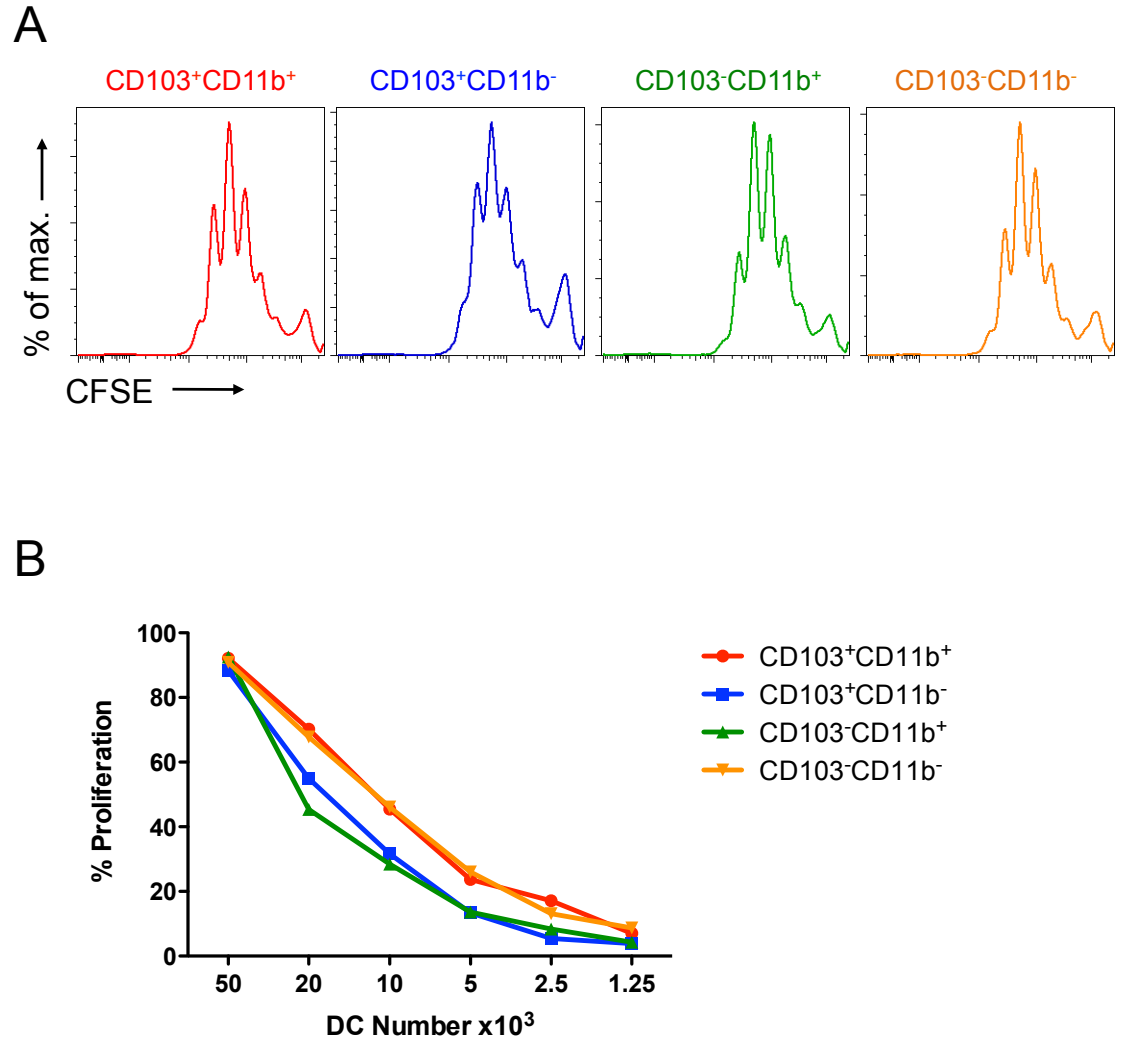 A
CD103⁺CD11b⁺ CD103⁺CD11b⁻ CD103⁻CD11b⁺ CD103⁻CD11b⁻
% of max.
CFSE
B
100
80
60
40
20
0
% Proliferation
50 20 10 5 2.5 1.25
DC Number x10³
CD103⁺CD11b⁺
CD103⁺CD11b⁻
CD103⁻CD11b⁺
CD103⁻CD11b⁻